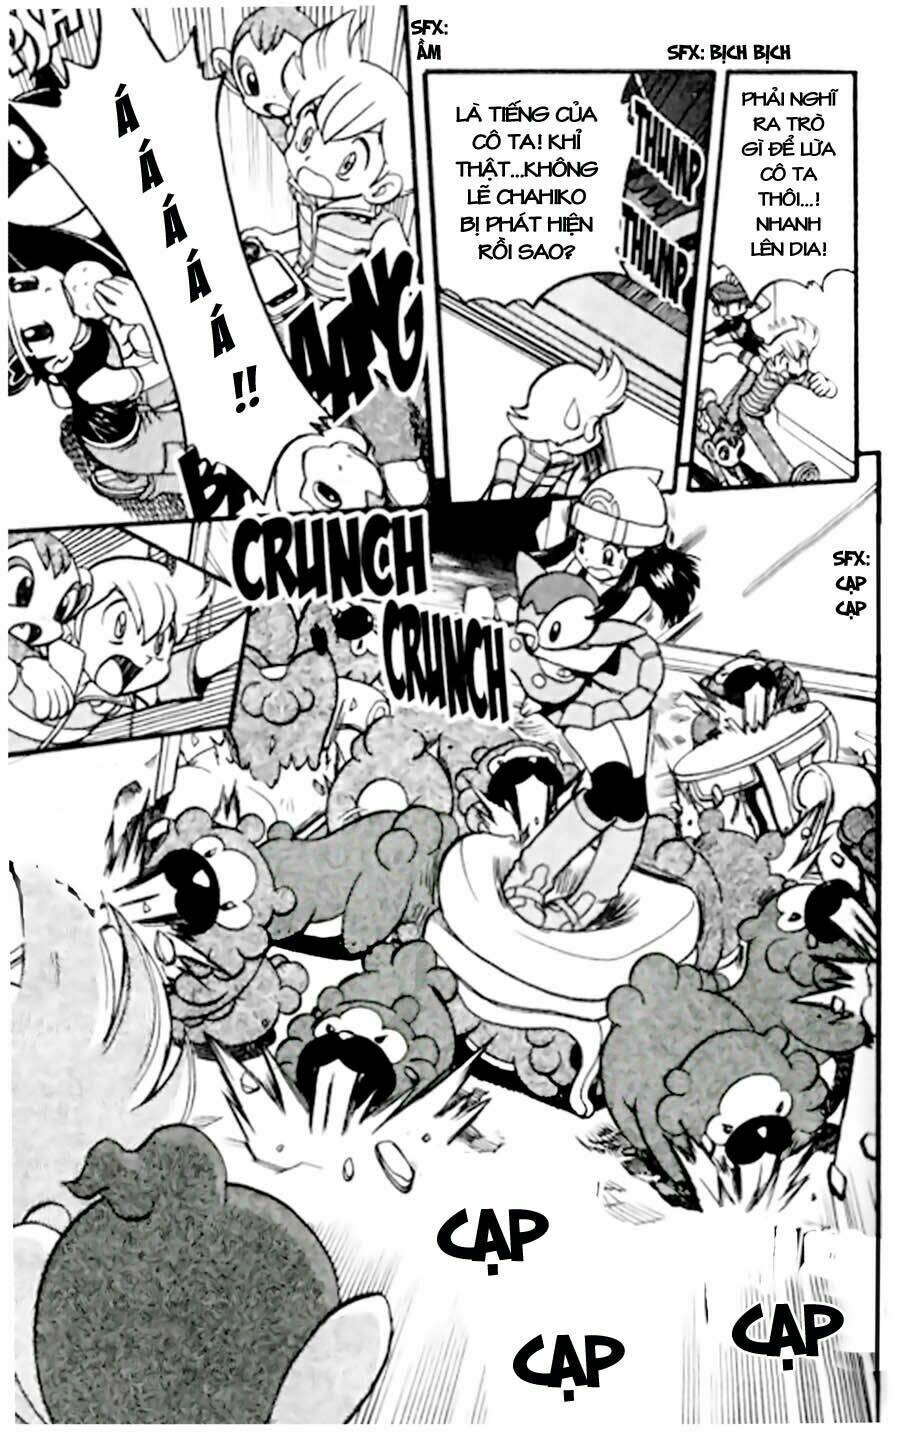 SFX: BỊCH BỊCH
PHẢI NGHĨ
RA TRÒ
GÌ ĐỂ LỪA
CÔ TA
THÔI...!
NHANH
LÊN DIA!
THUMP
THUMP
LÀ TIẾNG CỦA
CÔ TA! KHỈ
THẬT...KHÔNG
LẼ CHAHIKO
BỊ PHÁT HIỆN
RỒI SAO?
SFX:
ẦM
Á Á Á Á Á Á!!
SFX:
CẠP
CẠP
CRUNCH
CRUNCH
CẠP
CẠP
CẠP